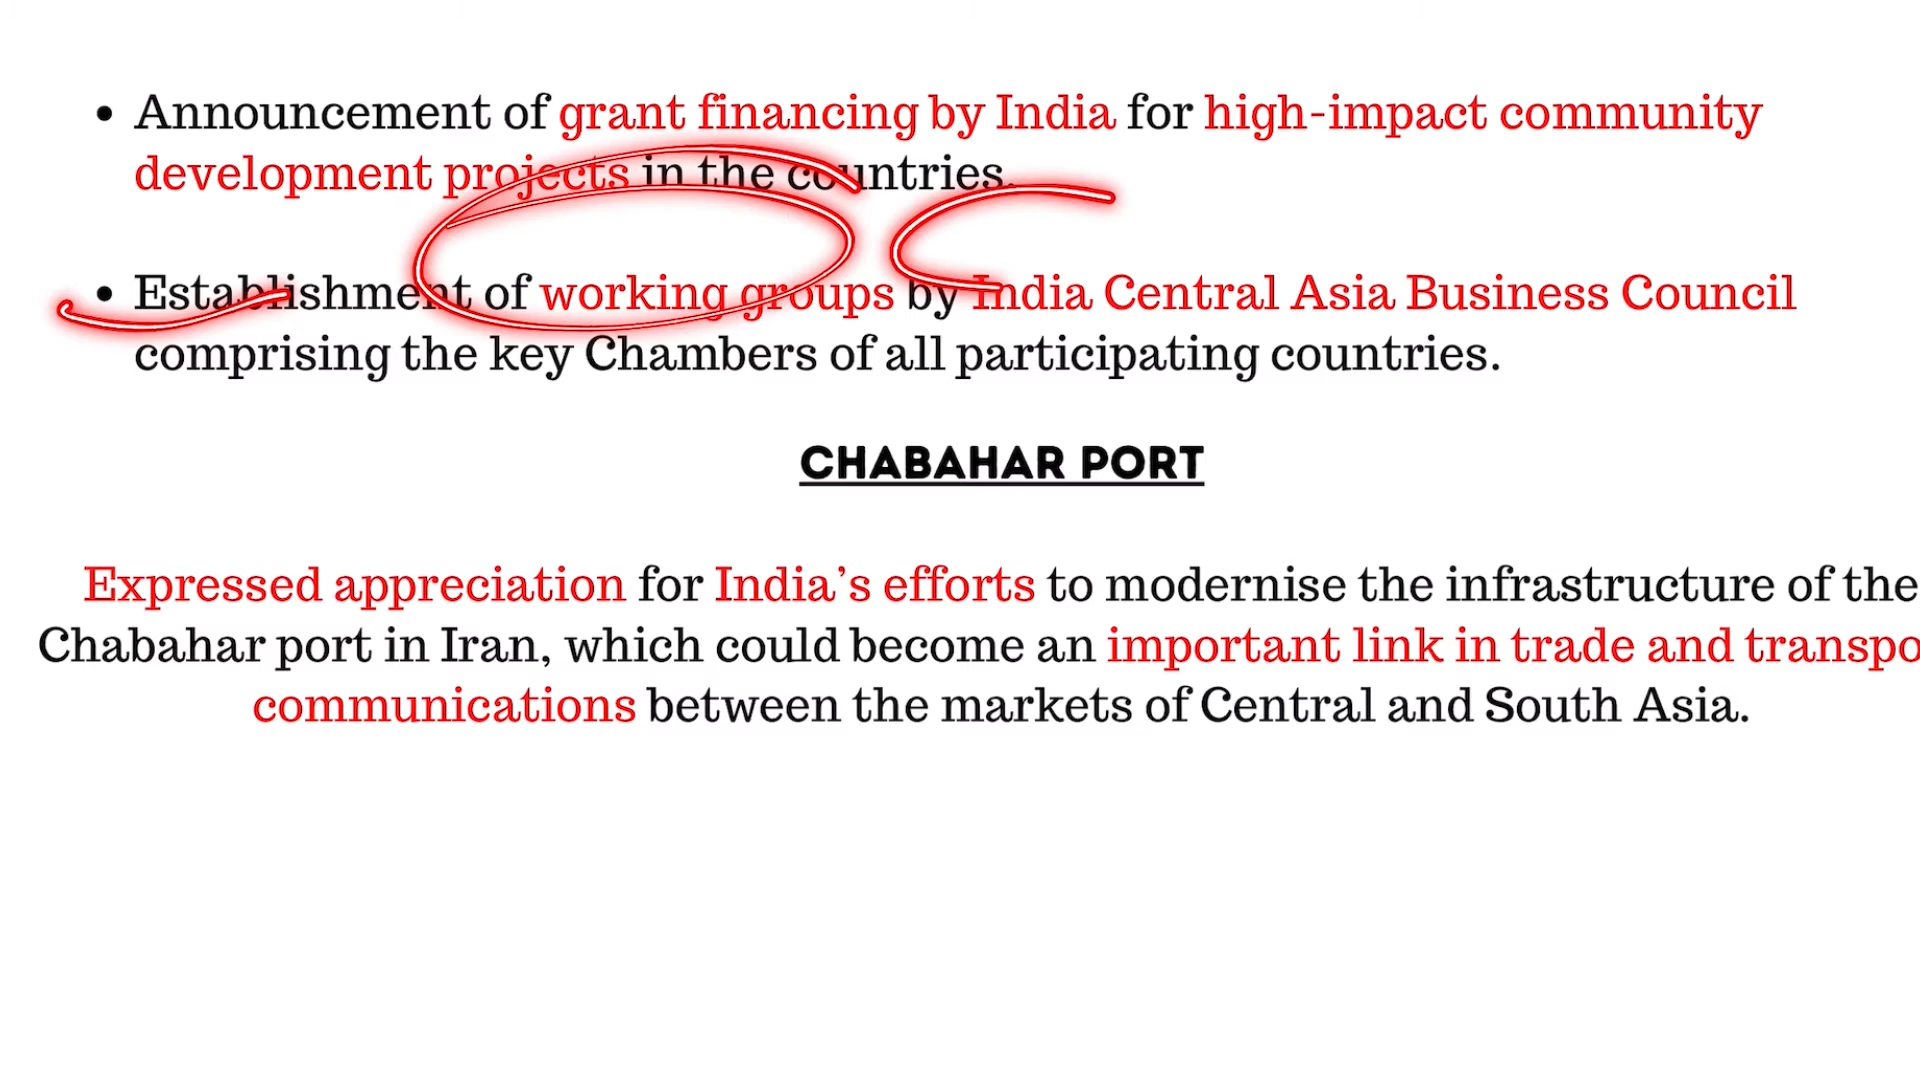 • Announcement of grant financing by India for high-impact community
development projects in the countries.
• Establishment of working groups by India Central Asia Business Council
comprising the key Chambers of all participating countries.
CHABAHAR PORT
Expressed appreciation for India’s efforts to modernise the infrastructure of the
Chabahar port in Iran, which could become an important link in trade and transpo
communications between the markets of Central and South Asia.